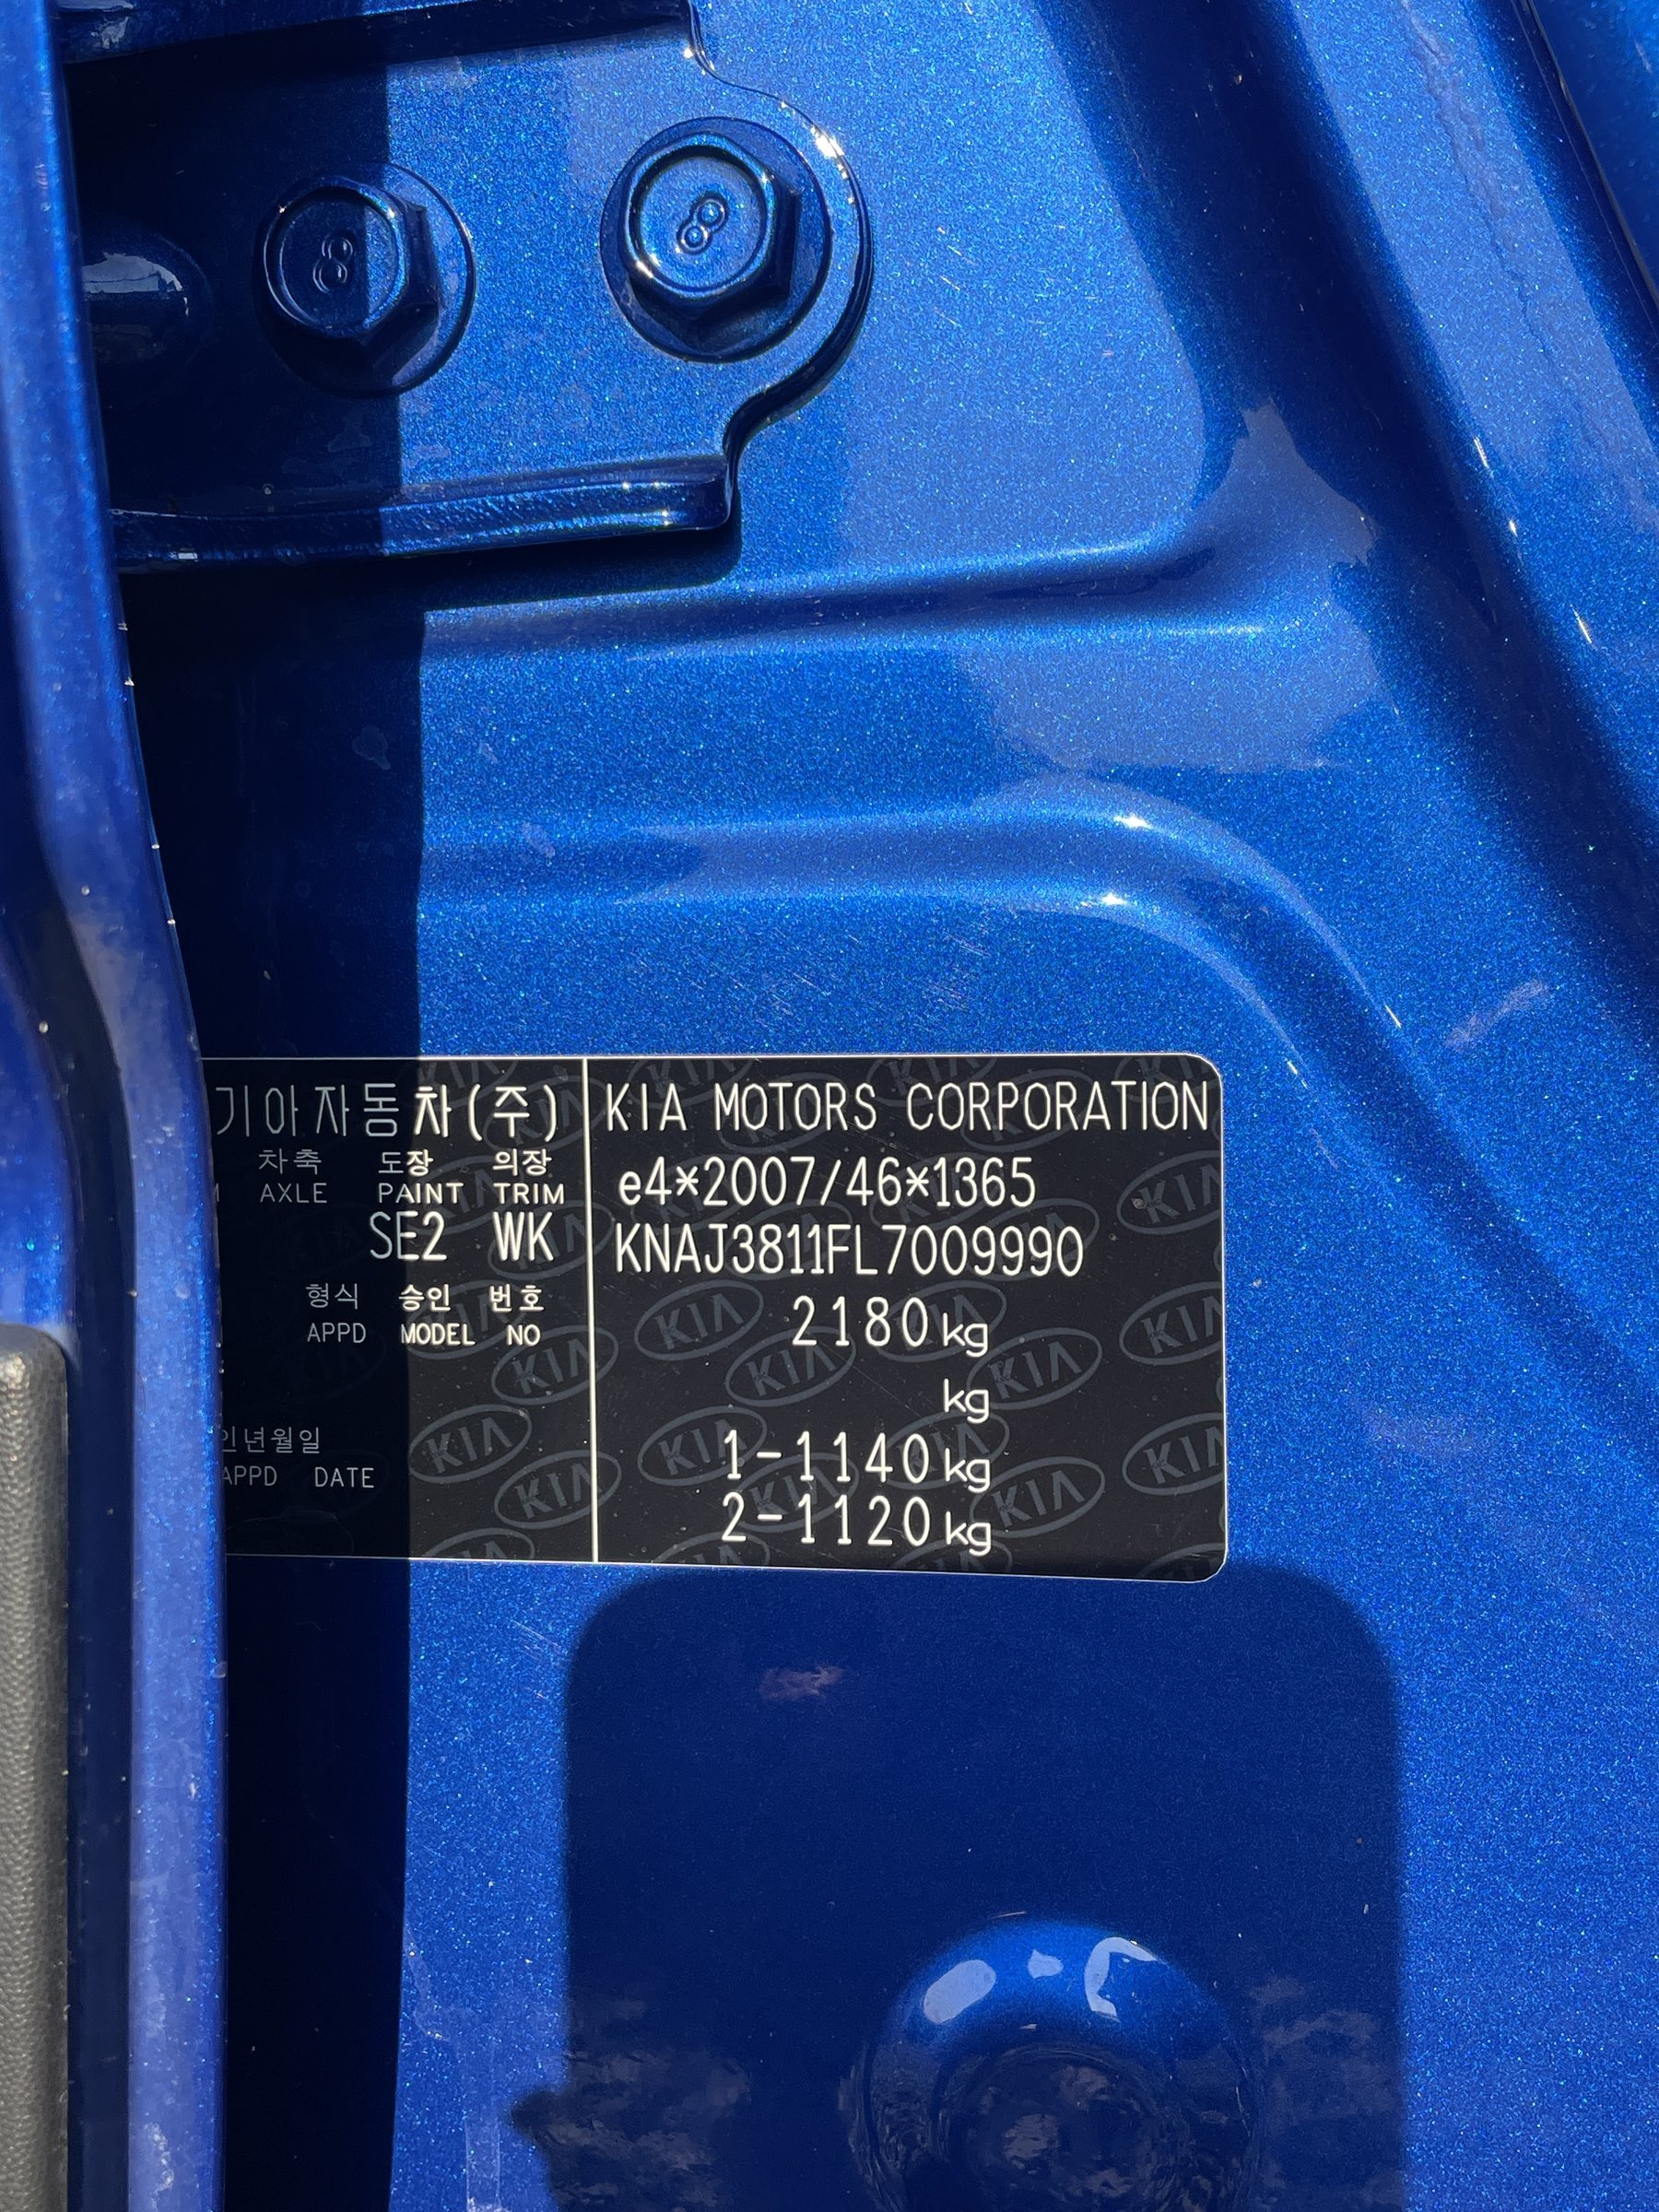 8
8
기아자동차(주)
차축 도장 의장
AXLE PAINT TRIM
SE2 WK
형식 승인 번호
APPD MODEL NO
인년월일
APPD DATE
KIA MOTORS CORPORATION
e4*2007/46*1365
KNAJ3811FL7009990
2180kg
kg
1-1140kg
2-1120kg